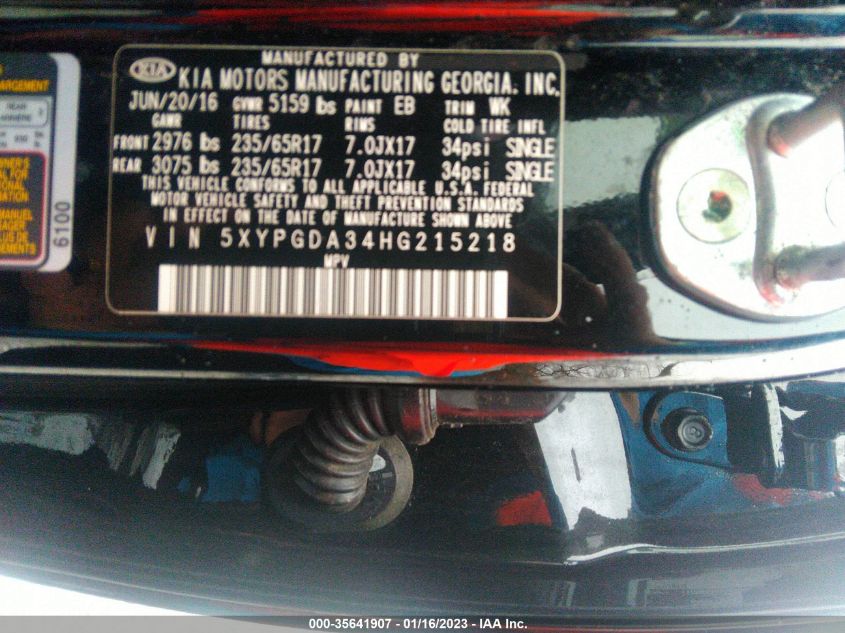 MANUFACTURED BY
KIA KIA MOTORS MANUFACTURING GEORGIA, INC.
JUN/20/16 GVWR 5159 lbs PAINT EB TRIM WK
GAWR TIRES RIMS COLD TIRE INFL
FRONT 2976 lbs 235/65R17 7.0JX17 34psi SINGLE
REAR 3075 lbs 235/65R17 7.0JX17 34psi SINGLE
THIS VEHICLE CONFORMS TO ALL APPLICABLE U.S.A. FEDERAL
MOTOR VEHICLE SAFETY AND THEFT PREVENTION STANDARDS
IN EFFECT ON THE DATE OF MANUFACTURE SHOWN ABOVE
VIN 5XYPGDA34HG215218
MPV
ARGEMENT
REAR
6100
000-35641907 - 01/16/2023 - IAA Inc.